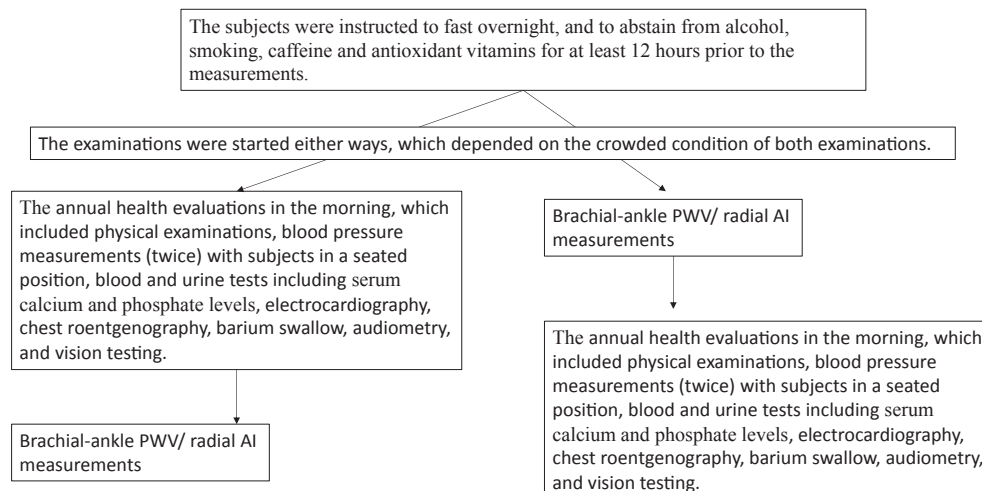 The subjects were instructed to fast overnight, and to abstain from alcohol,
smoking, caffeine and antioxidant vitamins for at least 12 hours prior to the
measurements.
The examinations were started either ways, which depended on the crowded condition of both examinations.
The annual health evaluations in the morning, which
included physical examinations, blood pressure
measurements (twice) with subjects in a seated
position, blood and urine tests including serum
calcium and phosphate levels, electrocardiography,
chest roentgenography, barium swallow, audiometry,
and vision testing.
Brachial-ankle PWV/ radial AI
measurements
Brachial-ankle PWV/ radial AI
measurements
The annual health evaluations in the morning, which
included physical examinations, blood pressure
measurements (twice) with subjects in a seated
position, blood and urine tests including serum
calcium and phosphate levels, electrocardiography,
chest roentgenography, barium swallow, audiometry,
and vision testing.